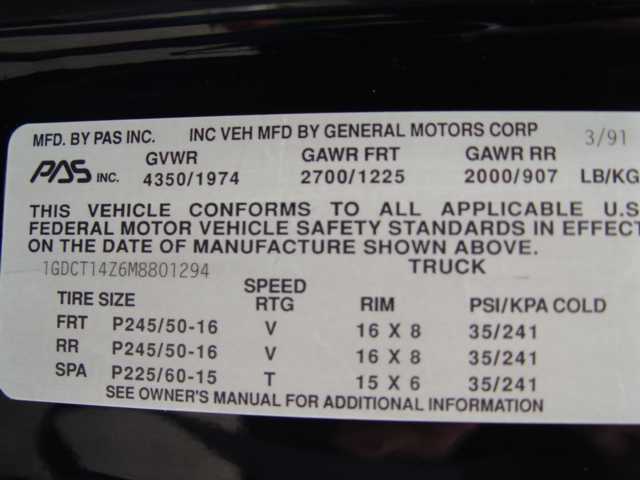 MFD. BY PAS INC. INC VEH MFD BY GENERAL MOTORS CORP 3/91
PAS INC. GVWR GAWR FRT GAWR RR
4350/1974 2700/1225 2000/907 LB/KG
THIS VEHICLE CONFORMS TO ALL APPLICABLE U.S
FEDERAL MOTOR VEHICLE SAFETY STANDARDS IN EFFECT
ON THE DATE OF MANUFACTURE SHOWN ABOVE.
1GDCT14Z6M8801294 TRUCK
TIRE SIZE SPEED RTG RIM PSI/KPA COLD
FRT P245/50-16 V 16 X 8 35/241
RR P245/50-16 V 16 X 8 35/241
SPA P225/60-15 T 15 X 6 35/241
SEE OWNER'S MANUAL FOR ADDITIONAL INFORMATION